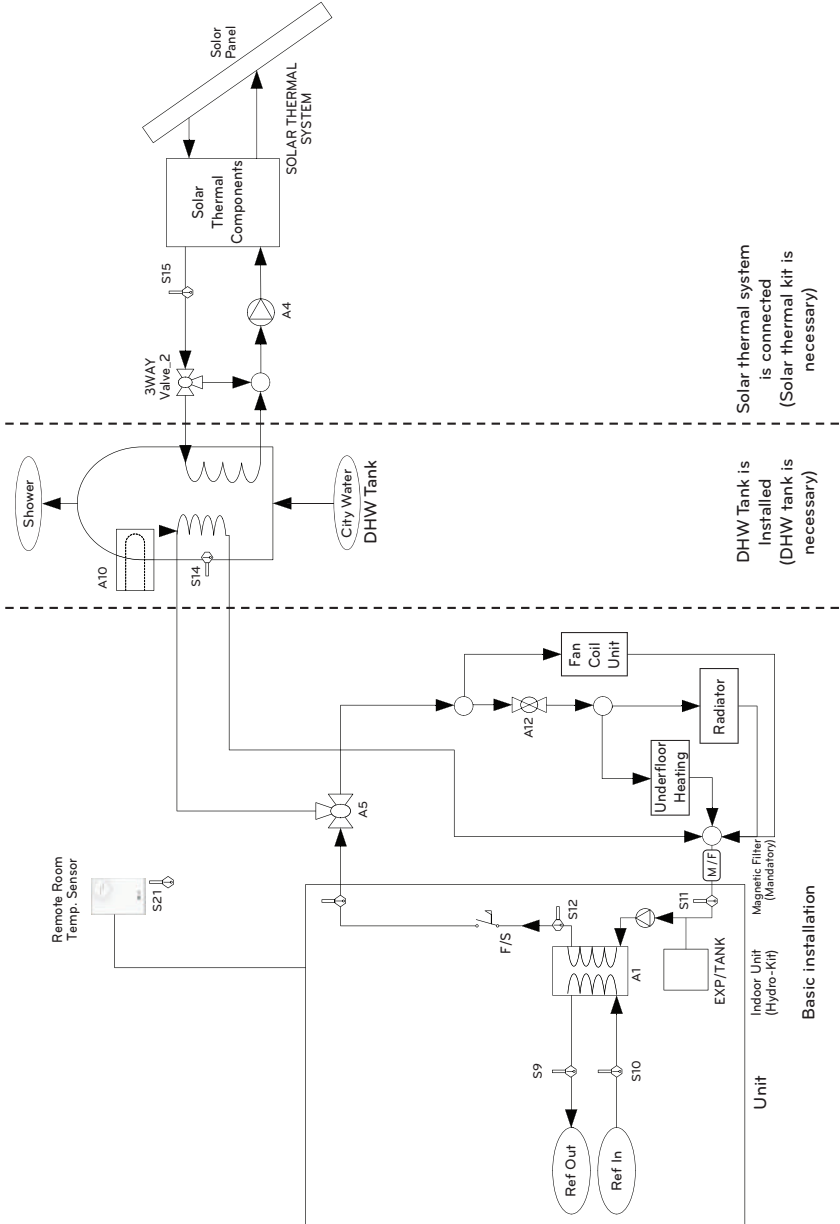 Solor
Panel
SOLAR THERMAL
SYSTEM
Solar
Thermal
Components
S15
A4
3WAY
Valve_2
Solar thermal system
is connected
(Solar thermal kit is
necessary)
Shower
A10
S14
City Water
DHW Tank
DHW Tank is
Installed
(DHW tank is
necessary)
Fan
Coil
Unit
A12
Radiator
Underfloor
Heating
A5
Remote Room
Temp. Sensor
S21
M/F
Magnetic Filter
(Mandatory)
F/S
S12
S11
A1
EXP/TANK
Indoor Unit
(Hydro-Kit)
Basic installation
S9
S10
Ref Out
Ref In
Unit